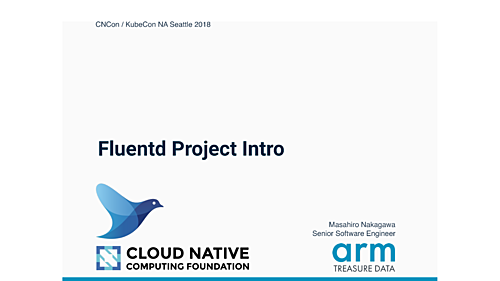 CNCon / KubeCon NA Seattle 2018
Fluentd Project Intro
Masahiro Nakagawa
Senior Software Engineer
CLOUD NATIVE
COMPUTING FOUNDATION
arm
TREASURE DATA